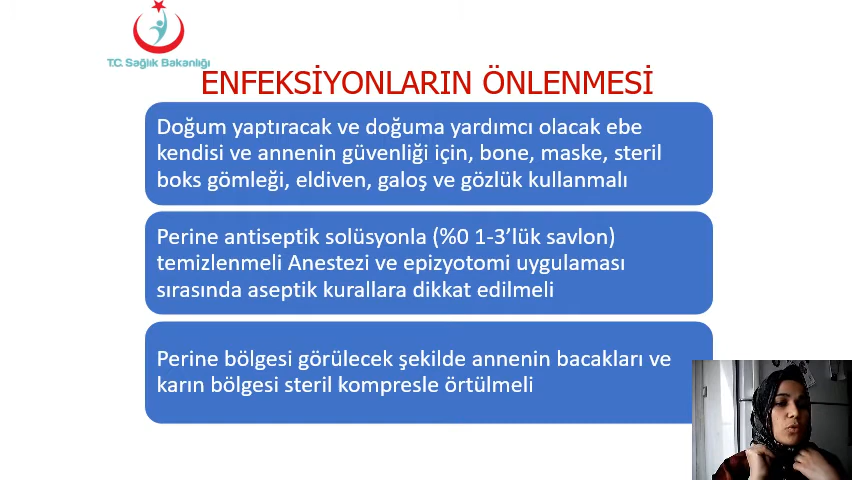 T.C. Sağlık Bakanlığı
ENFEKSİYONLARIN ÖNLENMESİ
Doğum yaptıracak ve doğuma yardımcı olacak ebe
kendisi ve annenin güvenliği için, bone, maske, steril
boks gömleği, eldiven, galoş ve gözlük kullanmalı
Perine antiseptik solüsyonla (%0 1-3’lük savlon)
temizlenmeli Anestezi ve epizyotomi uygulaması
sırasında aseptik kurallara dikkat edilmeli
Perine bölgesi görülecek şekilde annenin bacakları ve
karın bölgesi steril kompresle örtülmeli